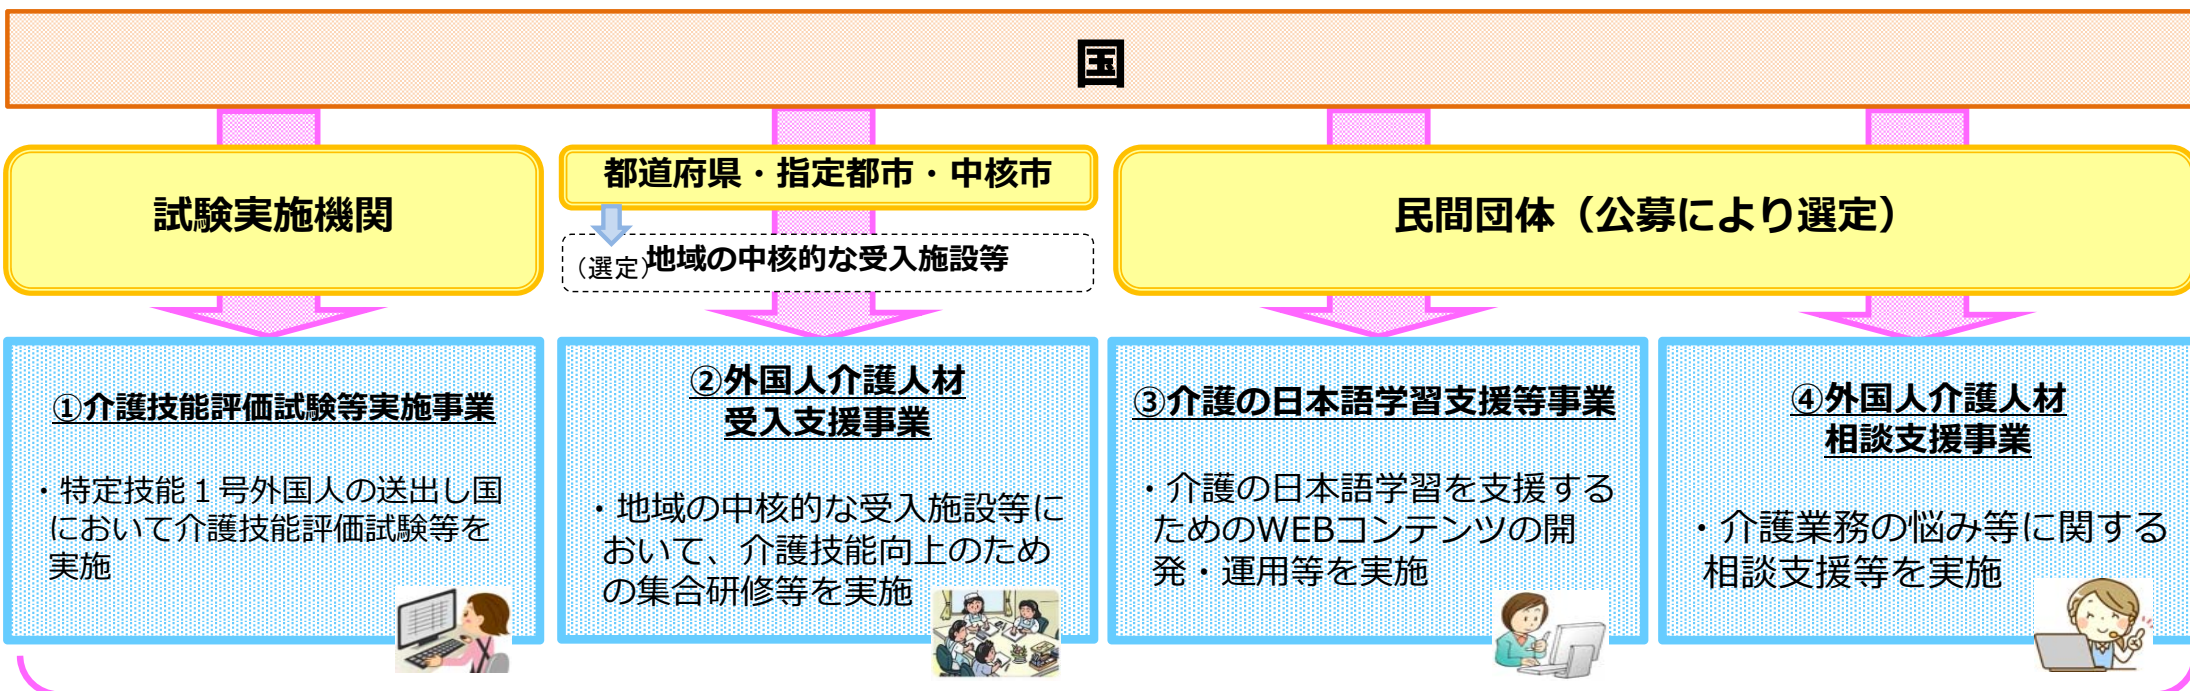 国
試験実施機関
都道府県・指定都市・中核市
(選定)
地域の中核的な受入施設等
民間団体（公募により選定）
①介護技能評価試験等実施事業
・特定技能１号外国人の送出し国
において介護技能評価試験等を
実施
②外国人介護人材
受入支援事業
・地域の中核的な受入施設等に
おいて、介護技能向上のため
の集合研修等を実施
③介護の日本語学習支援等事業
・介護の日本語学習を支援する
ためのWEBコンテンツの開
発・運用等を実施
④外国人介護人材
相談支援事業
・介護業務の悩み等に関する
相談支援等を実施